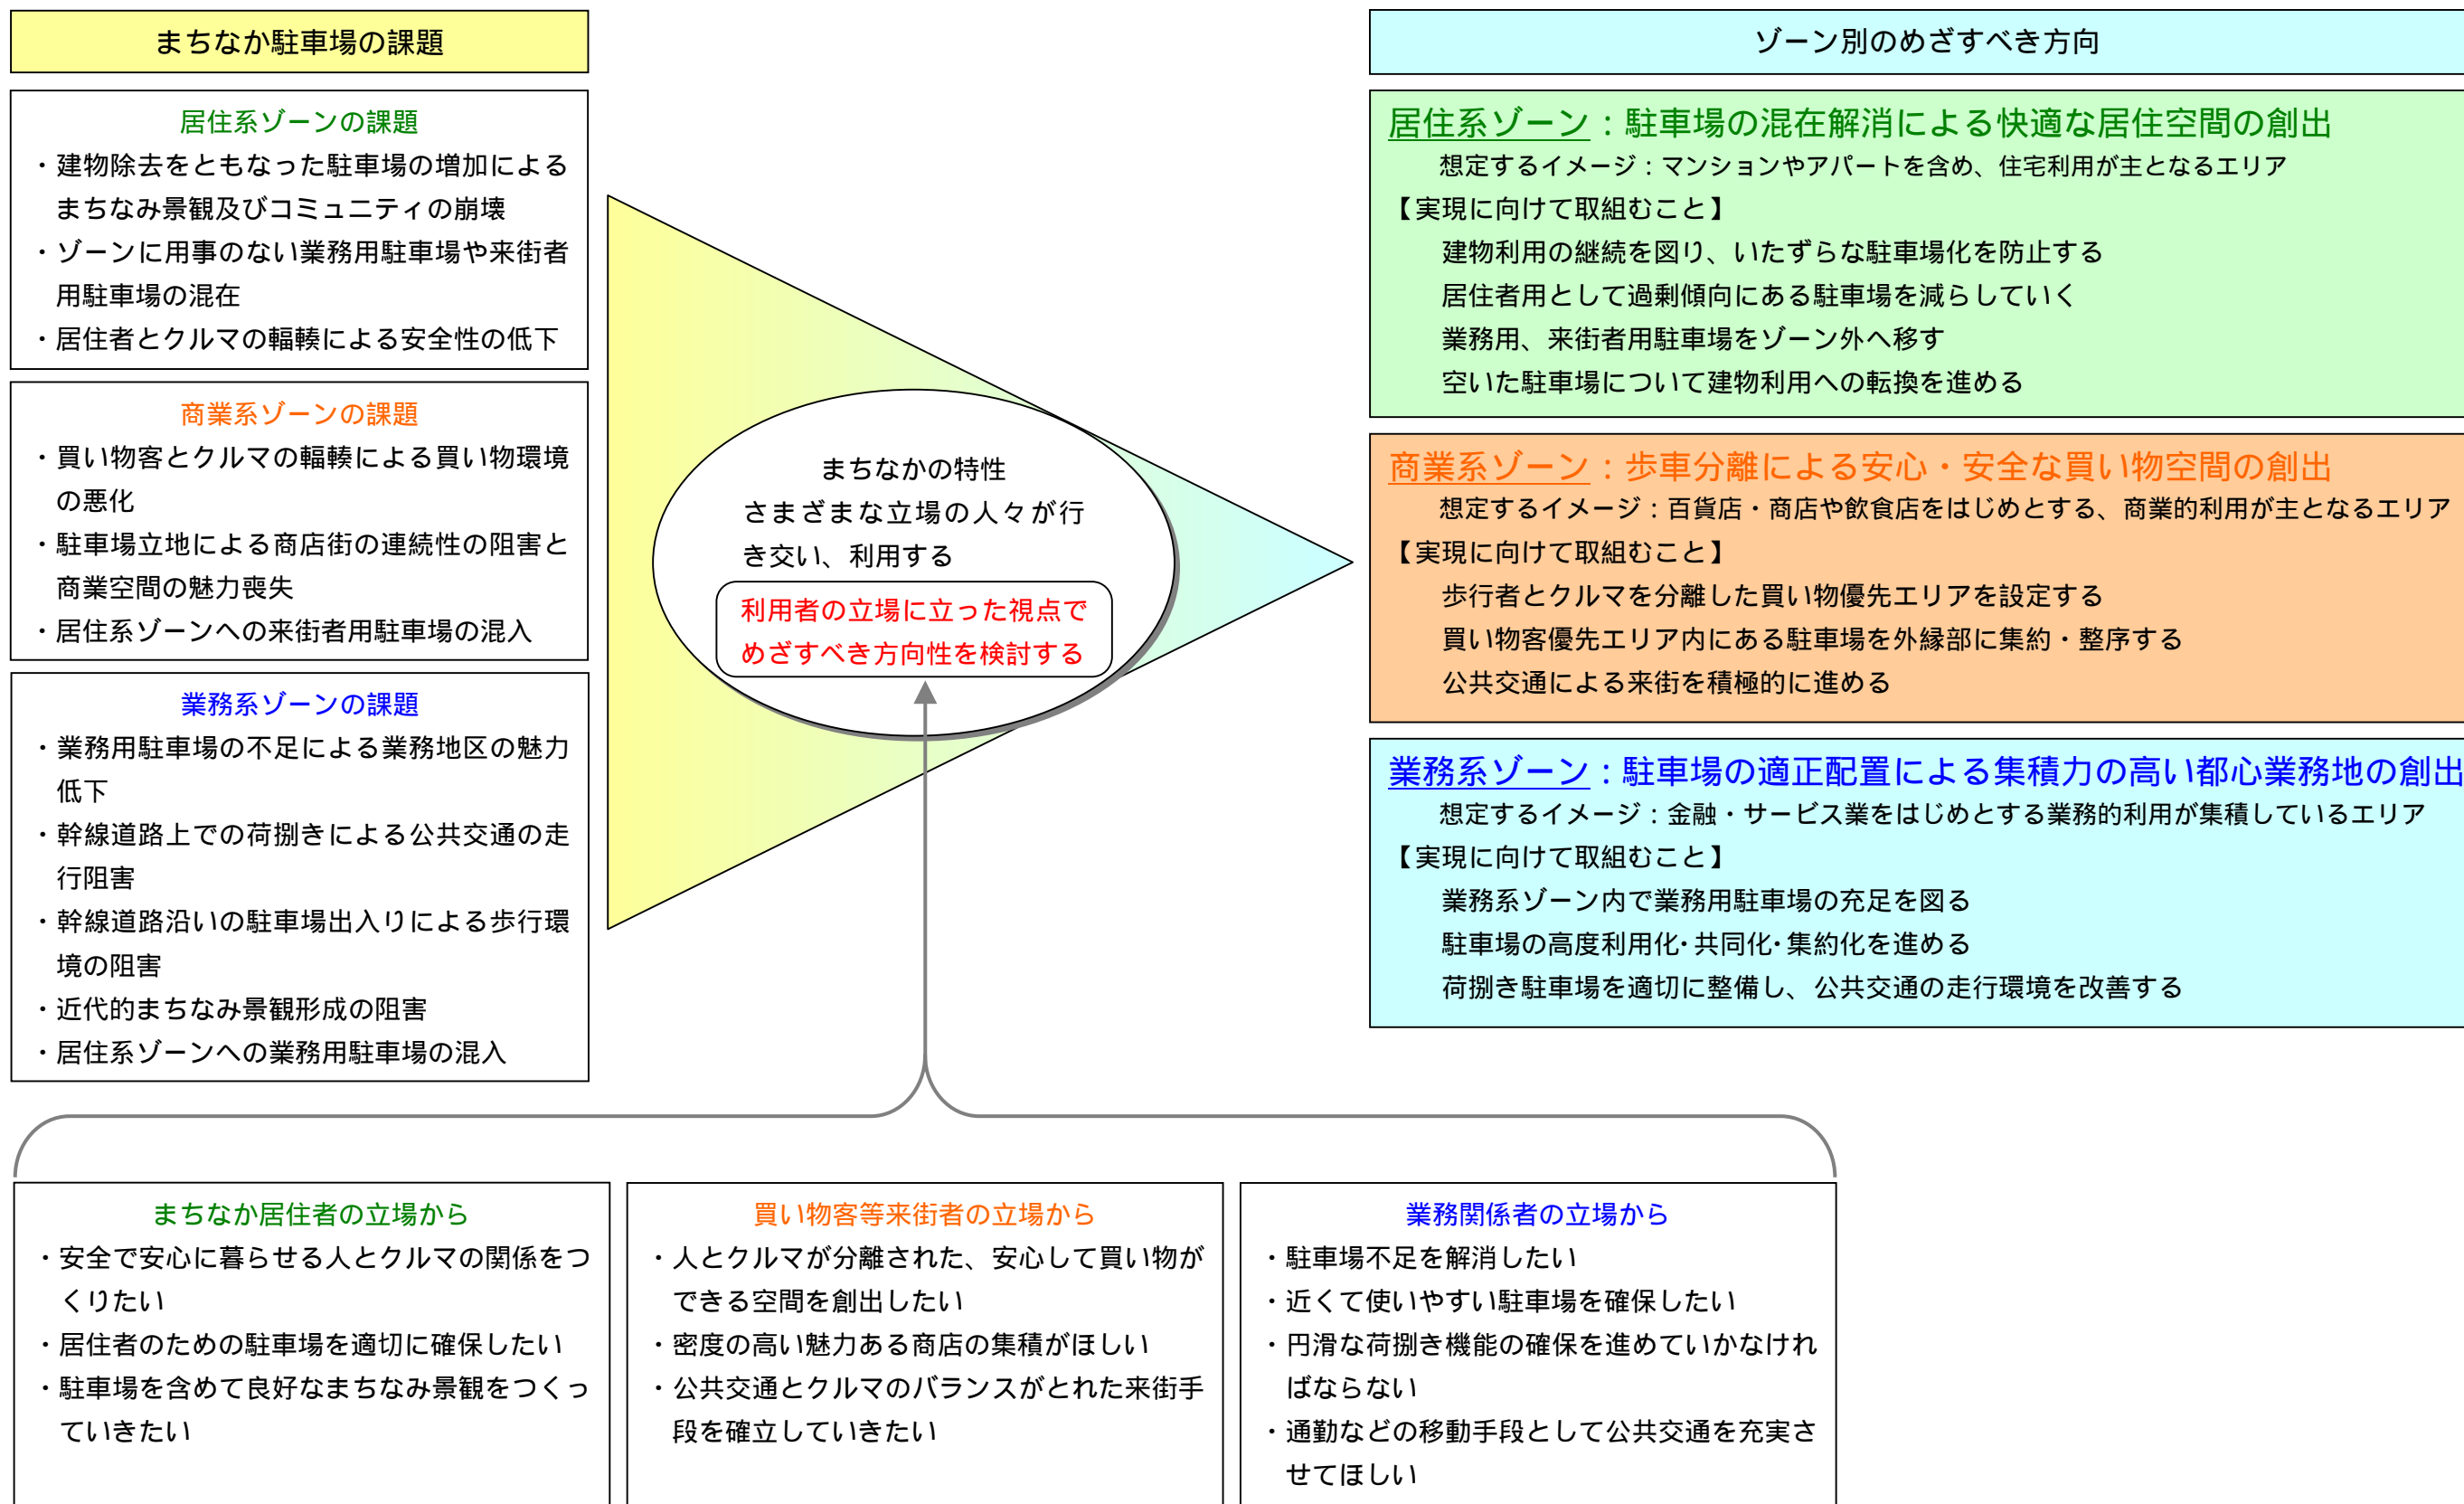 まちなか駐車場の課題
居住系ゾーンの課題
・建物除去をともなった駐車場の増加による
まちなみ景観及びコミュニティの崩壊
・ゾーンに用事のない業務用駐車場や来街者
用駐車場の混在
・居住者とクルマの輻輳による安全性の低下
商業系ゾーンの課題
・買い物客とクルマの輻輳による買い物環境
の悪化
・駐車場立地による商店街の連続性の阻害と
商業空間の魅力喪失
・居住系ゾーンへの来街者用駐車場の混入
業務系ゾーンの課題
・業務用駐車場の不足による業務地区の魅力
低下
・幹線道路上での荷捌きによる公共交通の走
行阻害
・幹線道路沿いの駐車場出入りによる歩行環
境の阻害
・近代的まちなみ景観形成の阻害
・居住系ゾーンへの業務用駐車場の混入
まちなかの特性
さまざまな立場の人々が行
き交い、利用する
利用者の立場に立った視点で
めざすべき方向性を検討する
ゾーン別のめざすべき方向
居住系ゾーン：駐車場の混在解消による快適な居住空間の創出
想定するイメージ：マンションやアパートを含め、住宅利用が主となるエリア
【実現に向けて取組むこと】
建物利用の継続を図り、いたずらな駐車場化を防止する
居住者用として過剰傾向にある駐車場を減らしていく
業務用、来街者用駐車場をゾーン外へ移す
空いた駐車場について建物利用への転換を進める
商業系ゾーン：歩車分離による安心・安全な買い物空間の創出
想定するイメージ：百貨店・商店や飲食店をはじめとする、商業的利用が主となるエリア
【実現に向けて取組むこと】
歩行者とクルマを分離した買い物優先エリアを設定する
買い物客優先エリア内にある駐車場を外縁部に集約・整序する
公共交通による来街を積極的に進める
業務系ゾーン：駐車場の適正配置による集積力の高い都心業務地の創出
想定するイメージ：金融・サービス業をはじめとする業務的利用が集積しているエリア
【実現に向けて取組むこと】
業務系ゾーン内で業務用駐車場の充足を図る
駐車場の高度利用化・共同化・集約化を進める
荷捌き駐車場を適切に整備し、公共交通の走行環境を改善する
まちなか居住者の立場から
・安全で安心に暮らせる人とクルマの関係をつ
くりたい
・居住者のための駐車場を適切に確保したい
・駐車場を含めて良好なまちなみ景観をつくっ
ていきたい
買い物客等来街者の立場から
・人とクルマが分離された、安心して買い物が
できる空間を創出したい
・密度の高い魅力ある商店の集積がほしい
・公共交通とクルマのバランスがとれた来街手
段を確立していきたい
業務関係者の立場から
・駐車場不足を解消したい
・近くて使いやすい駐車場を確保したい
・円滑な荷捌き機能の確保を進めていかなけれ
ばならない
・通勤などの移動手段として公共交通を充実さ
せてほしい